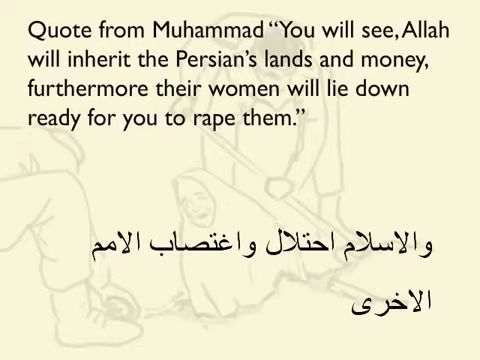 Quote from Muhammad “You will see, Allah
will inherit the Persian’s lands and money,
furthermore their women will lie down
ready for you to rape them.”
والاسلام احتلال واغتصاب الامم
الاخرى